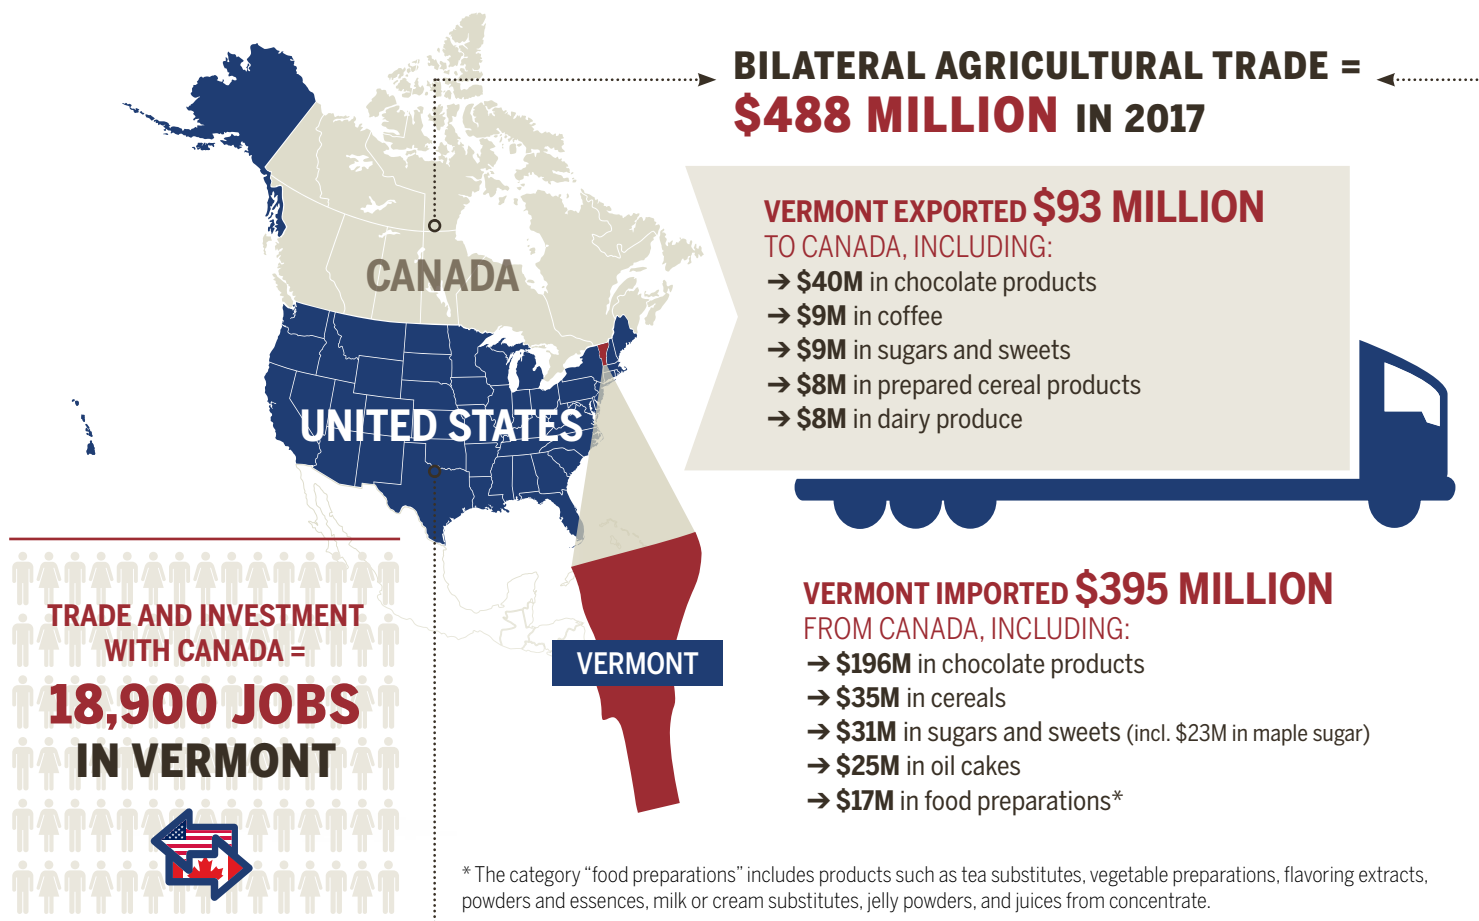 BILATERAL AGRICULTURAL TRADE =
$488 MILLION IN 2017
VERMONT EXPORTED $93 MILLION
TO CANADA, INCLUDING:
➔ $40M in chocolate products
➔ $9M in coffee
➔ $9M in sugars and sweets
➔ $8M in prepared cereal products
➔ $8M in dairy produce
CANADA
UNITED STATES
VERMONT
TRADE AND INVESTMENT
WITH CANADA =
18,900 JOBS
IN VERMONT
VERMONT IMPORTED $395 MILLION
FROM CANADA, INCLUDING:
➔ $196M in chocolate products
➔ $35M in cereals
➔ $31M in sugars and sweets (incl. $23M in maple sugar)
➔ $25M in oil cakes
➔ $17M in food preparations*
* The category “food preparations” includes products such as tea substitutes, vegetable preparations, flavoring extracts,
powders and essences, milk or cream substitutes, jelly powders, and juices from concentrate.